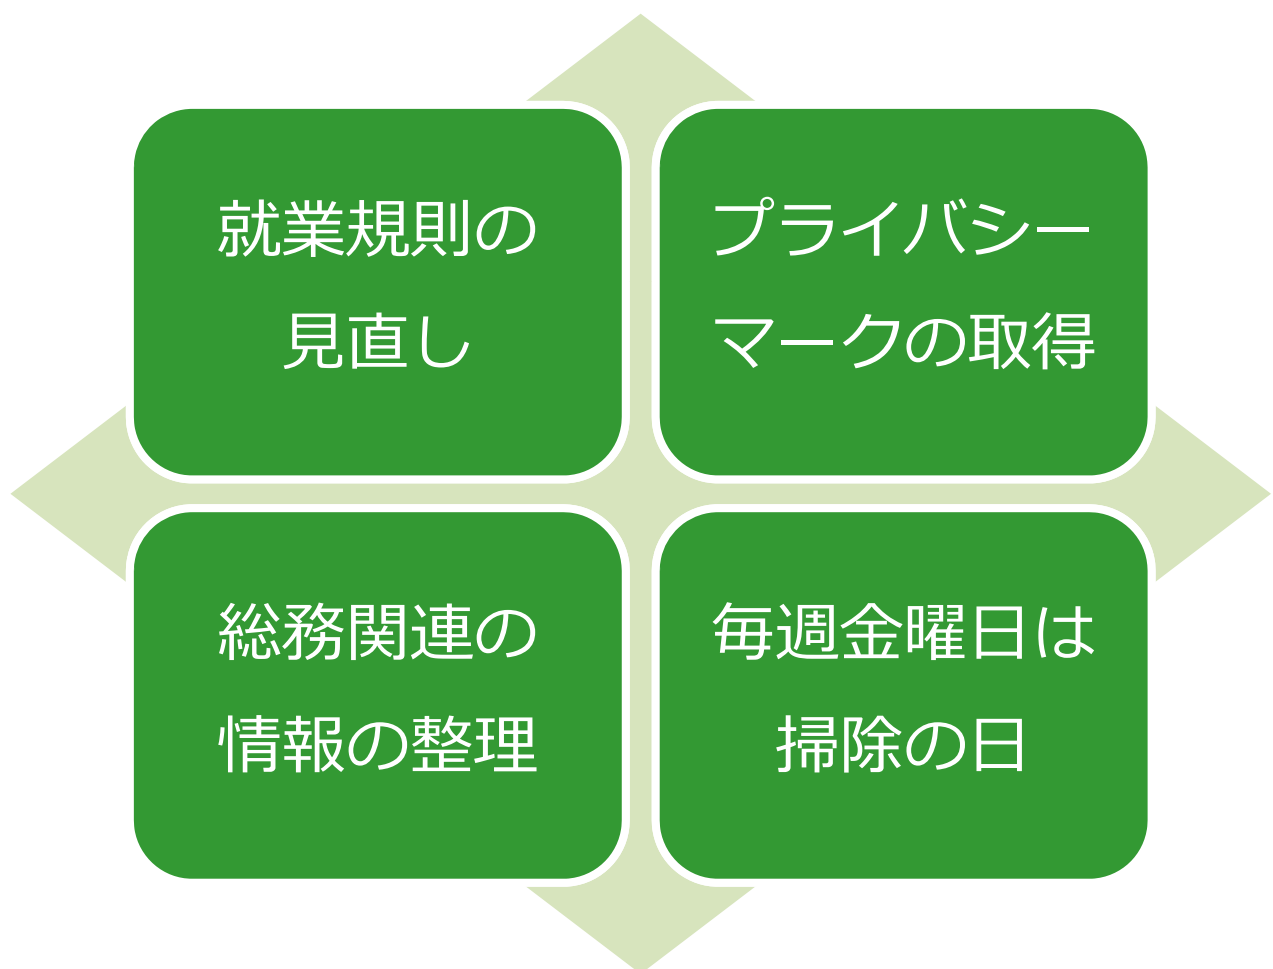 就業規則の
見直し
プライバシー
マークの取得
総務関連の
情報の整理
毎週金曜日は
掃除の日